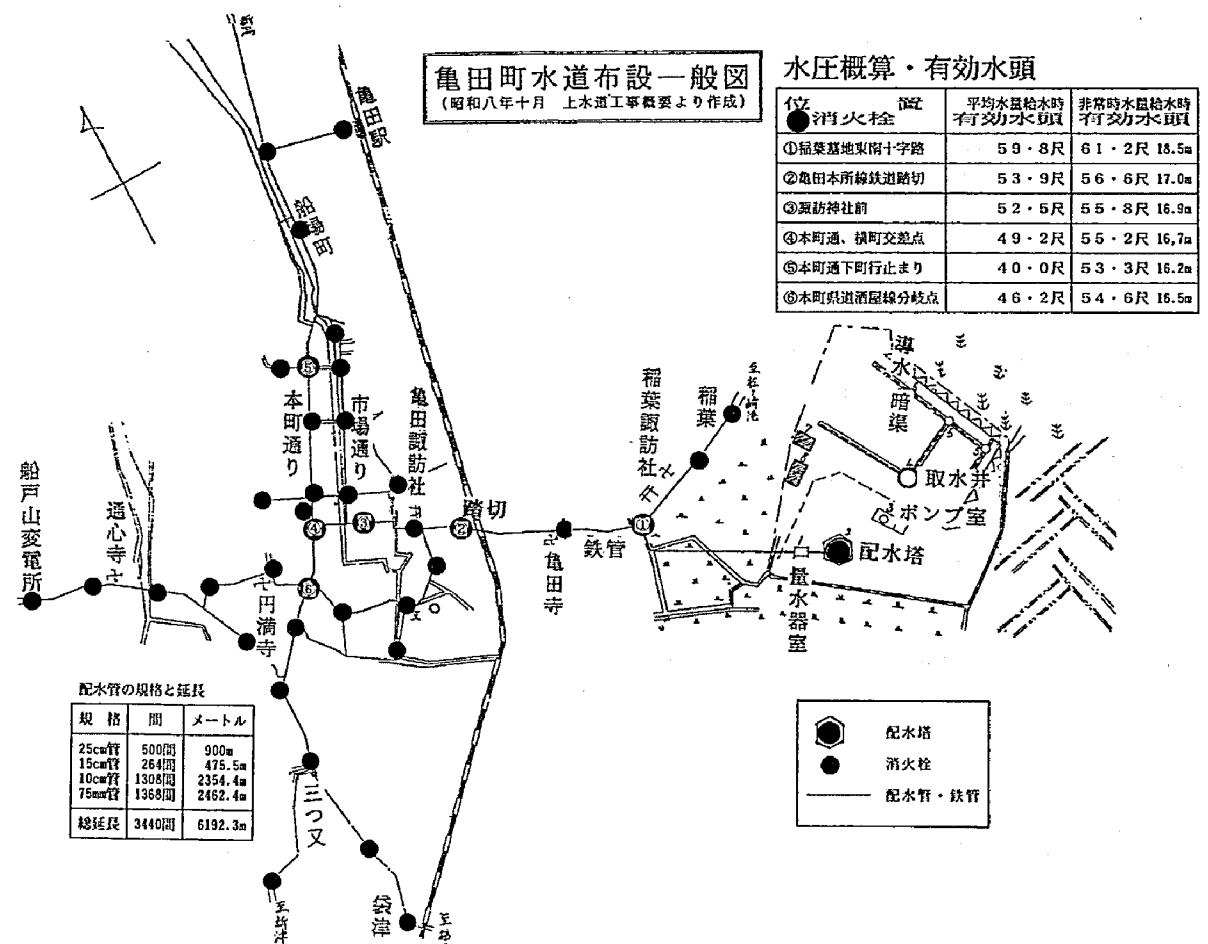 亀田町水道布設一般図
(昭和八年十月 上水道工事概要より作成)
水圧概算・有効水頭
位置 平均水量給水時 非常時水量給水時
消火栓 有効水頭 有効水頭
①稲葉墓地東南十字路 59・8尺 61・2尺 18.5m
②亀田本所線鉄道踏切 53・9尺 56・6尺 17.0m
③諏訪神社前 52・5尺 55・8尺 16.9m
④本町通、横町交差点 49・2尺 55・2尺 16,7m
⑤本町通下町行止まり 40・0尺 53・3尺 16.2m
⑥本町県道酒屋線分岐点 46・2尺 54・6尺 16.5m
亀田駅
船場町
⑤
本町通り
市場通り
亀田諏訪社
稲葉諏訪社
稲葉
導水暗渠
取水井
ポンプ室
配水塔
量水器室
踏切
①
②
③
④
⑥
鉄管
卍亀田寺
船戸山変電所
通心寺卍
卍円満寺
三つ又
至新津
袋津
配水管の規格と延長
規格 間 メートル
25cm管 500間 900m
15cm管 264間 475.5m
10cm管 1308間 2354.4m
75mm管 1368間 2462.4m
総延長 3440間 6192.3m
配水塔
消火栓
配水管・鉄管